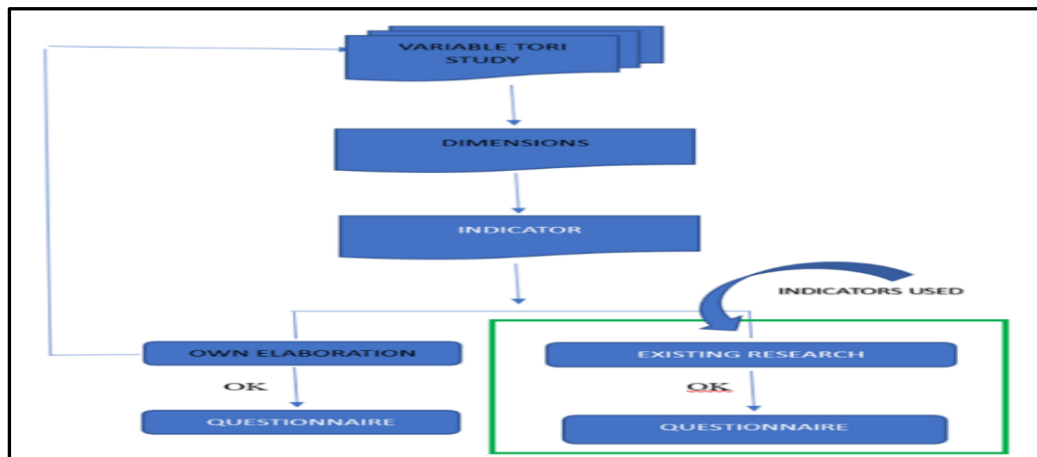 VARIABLE TORI
STUDY
DIMENSIONS
INDICATOR
INDICATORS USED
OWN ELABORATION
EXISTING RESEARCH
OK
OK
QUESTIONNAIRE
QUESTIONNAIRE